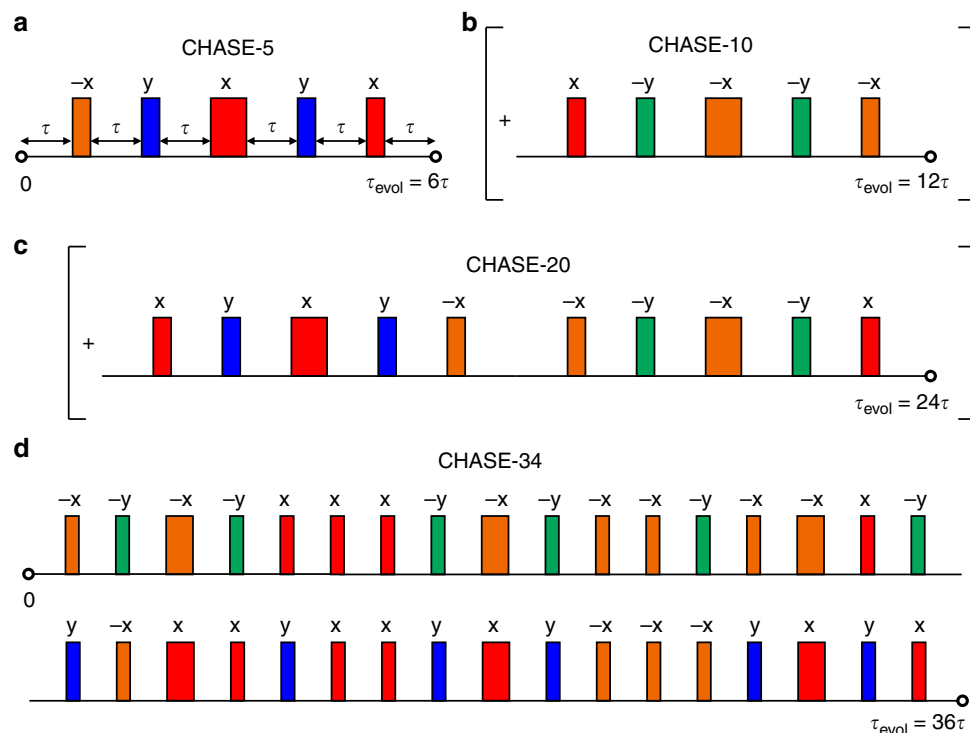 a
CHASE-5
–x y x y x
τ τ τ τ τ τ
0
τevol = 6τ
b
CHASE-10
x –y –x –y –x
+
τevol = 12τ
c
CHASE-20
x y x y –x –x –y –x –y x
+
τevol = 24τ
d
CHASE-34
–x –y –x –y x x x –y –x –y –x –x –y –x –x x –y
0
y –x x x y x x y x y –x –x –x y x y x
τevol = 36τ